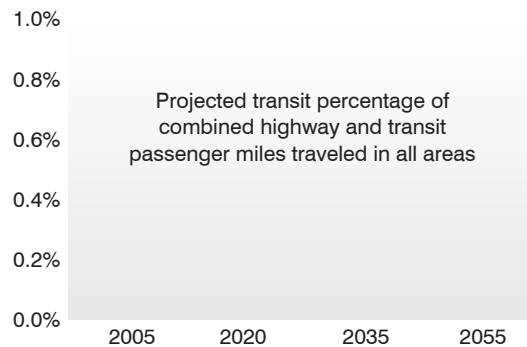 1.0%
0.8%
Projected transit percentage of
combined highway and transit
0.6%
passenger miles traveled in all areas
0.4%
0.2%
0.0%
2005 2020 2035 2055